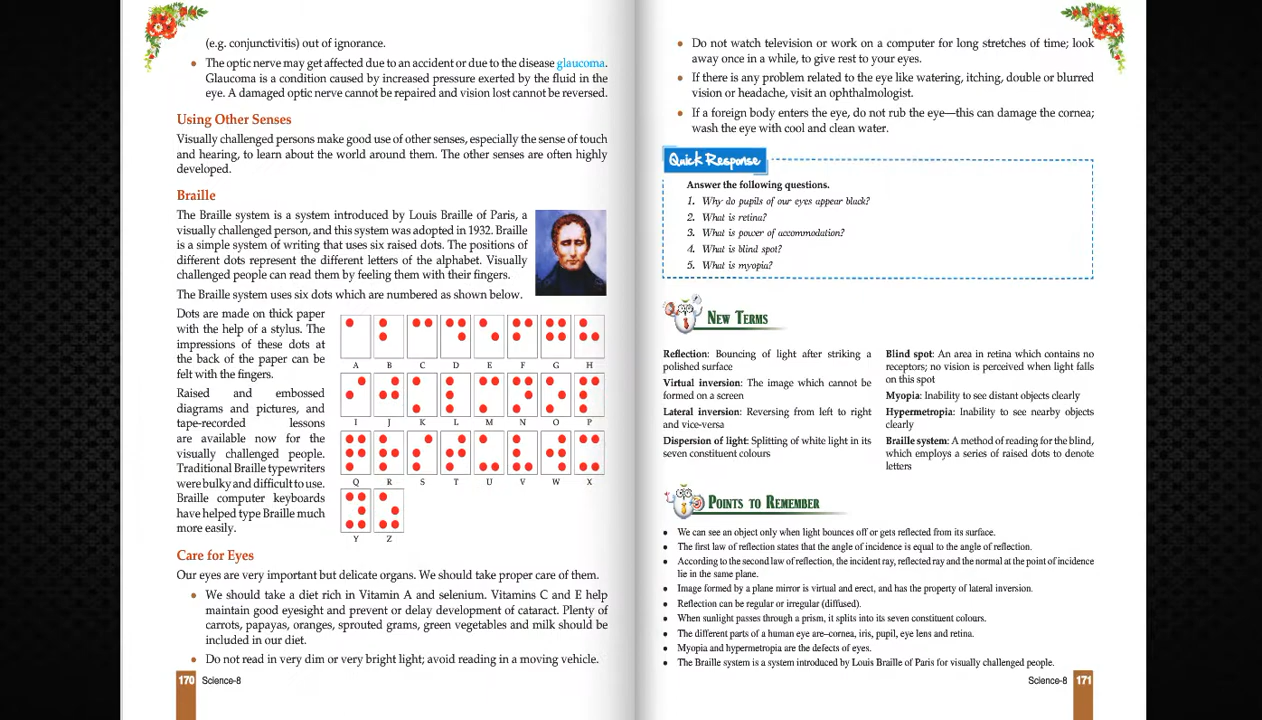 (e.g. conjunctivitis) out of ignorance.
• The optic nerve may get affected due to an accident or due to the disease glaucoma.
Glaucoma is a condition caused by increased pressure exerted by the fluid in the
eye. A damaged optic nerve cannot be repaired and vision lost cannot be reversed.
Using Other Senses
Visually challenged persons make good use of other senses, especially the sense of touch
and hearing, to learn about the world around them. The other senses are often highly
developed.
Braille
The Braille system is a system introduced by Louis Braille of Paris, a
visually challenged person, and this system was adopted in 1932. Braille
is a simple system of writing that uses six raised dots. The positions of
different dots represent the different letters of the alphabet. Visually
challenged people can read them by feeling them with their fingers.
The Braille system uses six dots which are numbered as shown below.
Dots are made on thick paper
with the help of a stylus. The
impressions of these dots at
the back of the paper can be
felt with the fingers.
Raised and embossed
diagrams and pictures, and
tape-recorded lessons
are available now for the
visually challenged people.
Traditional Braille typewriters
were bulky and difficult to use.
Braille computer keyboards
have helped type Braille much
more easily.
A B C D E F G H
I J K L M N O P
Q R S T U V W X
Y Z
Care for Eyes
Our eyes are very important but delicate organs. We should take proper care of them.
• We should take a diet rich in Vitamin A and selenium. Vitamins C and E help
maintain good eyesight and prevent or delay development of cataract. Plenty of
carrots, papayas, oranges, sprouted grams, green vegetables and milk should be
included in our diet.
• Do not read in very dim or very bright light; avoid reading in a moving vehicle.
170 Science-8
• Do not watch television or work on a computer for long stretches of time; look
away once in a while, to give rest to your eyes.
• If there is any problem related to the eye like watering, itching, double or blurred
vision or headache, visit an ophthalmologist.
• If a foreign body enters the eye, do not rub the eye—this can damage the cornea;
wash the eye with cool and clean water.
Quick Response
Answer the following questions.
1. Why do pupils of our eyes appear black?
2. What is retina?
3. What is power of accommodation?
4. What is blind spot?
5. What is myopia?
New Terms
Reflection: Bouncing of light after striking a
polished surface
Virtual inversion: The image which cannot be
formed on a screen
Lateral inversion: Reversing from left to right
and vice-versa
Dispersion of light: Splitting of white light in its
seven constituent colours
Blind spot: An area in retina which contains no
receptors; no vision is perceived when light falls
on this spot
Myopia: Inability to see distant objects clearly
Hypermetropia: Inability to see nearby objects
clearly
Braille system: A method of reading for the blind,
which employs a series of raised dots to denote
letters
Points to Remember
• We can see an object only when light bounces off or gets reflected from its surface.
• The first law of reflection states that the angle of incidence is equal to the angle of reflection.
• According to the second law of reflection, the incident ray, reflected ray and the normal at the point of incidence
lie in the same plane.
• Image formed by a plane mirror is virtual and erect, and has the property of lateral inversion.
• Reflection can be regular or irregular (diffused).
• When sunlight passes through a prism, it splits into its seven constituent colours.
• The different parts of a human eye are–cornea, iris, pupil, eye lens and retina.
• Myopia and hypermetropia are the defects of eyes.
• The Braille system is a system introduced by Louis Braille of Paris for visually challenged people.
Science-8 171